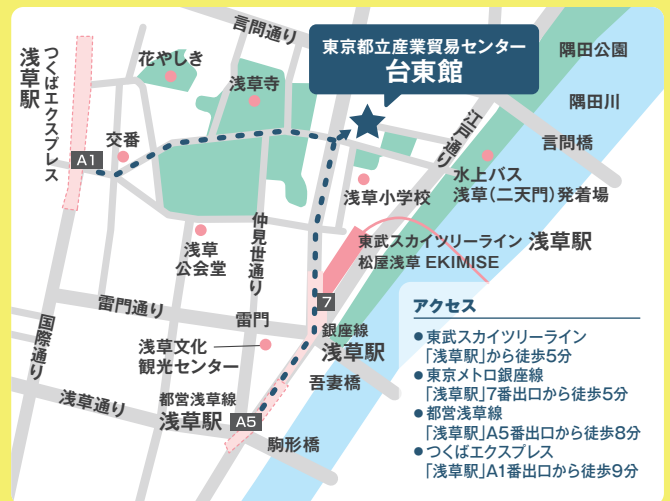 言問通り
東京都立産業貿易センター
台東館
隅田公園
隅田川
言問橋
つくばエクスプレス
浅草駅
花やしき
浅草寺
交番
A1
江戸通り
水上バス
浅草(二天門)発着場
浅草小学校
仲見世通り
浅草
公会堂
東武スカイツリーライン 浅草駅
松屋浅草 EKIMISE
7
雷門通り
雷門
銀座線
浅草駅
国際通り
浅草文化
観光センター
吾妻橋
浅草通り
都営浅草線
浅草駅
A5
駒形橋
アクセス
●東武スカイツリーライン
「浅草駅」から徒歩5分
●東京メトロ銀座線
「浅草駅」7番出口から徒歩5分
●都営浅草線
「浅草駅」A5番出口から徒歩8分
●つくばエクスプレス
「浅草駅」A1番出口から徒歩9分